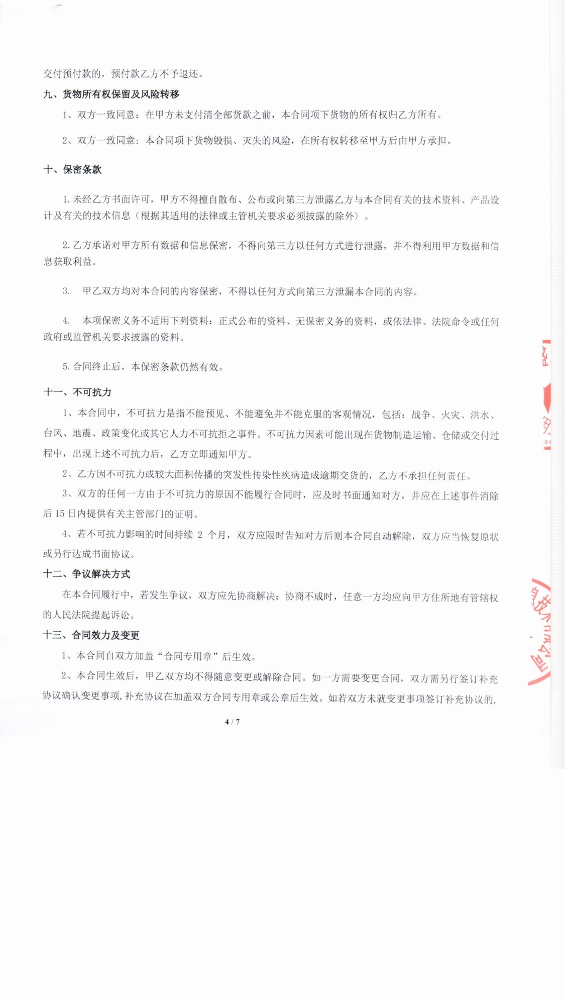 交付预付款的，预付款乙方不予退还。
九、货物所有权保留及风险转移
1、双方一致同意：在甲方未支付清全部货款之前，本合同项下货物的所有权归乙方所有。
2、双方一致同意：本合同项下货物毁损、灭失的风险，在所有权转移至甲方后由甲方承担。
十、保密条款
1.未经乙方书面许可，甲方不得擅自散布、公布或向第三方泄露乙方与本合同有关的技术资料、产品设
计及有关的技术信息（根据其适用的法律或主管机关要求必须披露的除外）。
2.乙方承诺对甲方所有数据和信息保密，不得向第三方以任何方式进行泄露，并不得利用甲方数据和信
息获取利益。
3. 甲乙双方均对本合同的内容保密，不得以任何方式向第三方泄漏本合同的内容。
4. 本项保密义务不适用下列资料：正式公布的资料、无保密义务的资料，或依法律、法院命令或任何
政府或监管机关要求披露的资料。
5.合同终止后，本保密条款仍然有效。
十一、不可抗力
1、本合同中，不可抗力是指不能预见、不能避免并不能克服的客观情况，包括：战争、火灾、洪水、
台风、地震、政策变化或其它人力不可抗拒之事件。不可抗力因素可能出现在货物制造运输、仓储或交付过
程中，出现上述不可抗力后，乙方立即通知甲方。
2、乙方因不可抗力或较大面积传播的突发性传染性疾病造成逾期交货的，乙方不承担任何责任。
3、双方的任何一方由于不可抗力的原因不能履行合同时，应及时书面通知对方，并应在上述事件消除
后 15 日内提供有关主管部门的证明。
4、若不可抗力影响的时间持续 2 个月，双方应限时告知对方后则本合同自动解除，双方应当恢复原状
或另行达成书面协议。
十二、争议解决方式
在本合同履行中，若发生争议，双方应先协商解决；协商不成时，任意一方均应向甲方住所地有管辖权
的人民法院提起诉讼。
十三、合同效力及变更
1、本合同自双方加盖“合同专用章”后生效。
2、本合同生效后，甲乙双方均不得随意变更或解除合同。如一方需要变更合同，双方需另行签订补充
协议确认变更事项,补充协议在加盖双方合同专用章或公章后生效。如若双方未就变更事项签订补充协议的,
4 / 7